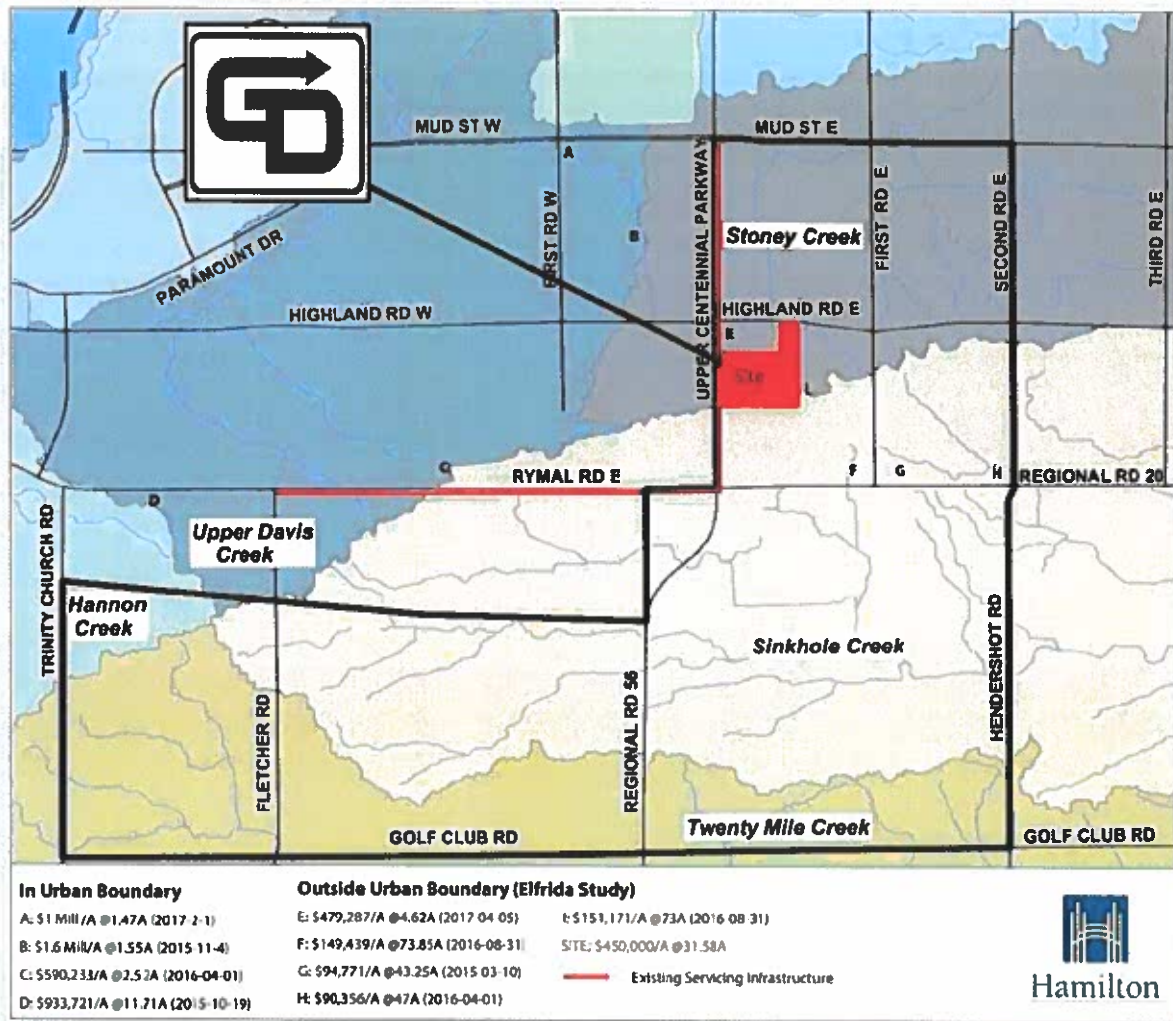 GD
MUD ST W
MUD ST E
A
B
FIRST RD W
UPPER CENTENNIAL PARKWAY
Stoney Creek
FIRST RD E
SECOND RD E
THIRD RD E
PARAMOUNT DR
HIGHLAND RD W
HIGHLAND RD E
E
Site
C
RYMAL RD E
F
G
H
REGIONAL RD 20
D
TRINITY CHURCH RD
Upper Davis
Creek
Hannon
Creek
Sinkhole Creek
HENDERSHOT RD
FLETCHER RD
REGIONAL RD 56
GOLF CLUB RD
Twenty Mile Creek
GOLF CLUB RD
In Urban Boundary
A: $1 Mill/A @1.47A (2017-2-1)
B: $1.6 Mill/A @1.55A (2015-11-4)
C: $590,233/A @2.52A (2016-04-01)
D: $933,721/A @11.71A (2015-10-19)
Outside Urban Boundary (Elfrida Study)
E: $479,287/A @4.62A (2017-04-05)
F: $149,439/A @73.85A (2016-08-31)
G: $94,771/A @43.25A (2015-03-10)
H: $90,356/A @47A (2016-04-01)
$151,171/A @73A (2016-08-31)
SITE: $450,000/A @31.58A
Existing Servicing Infrastructure
Hamilton